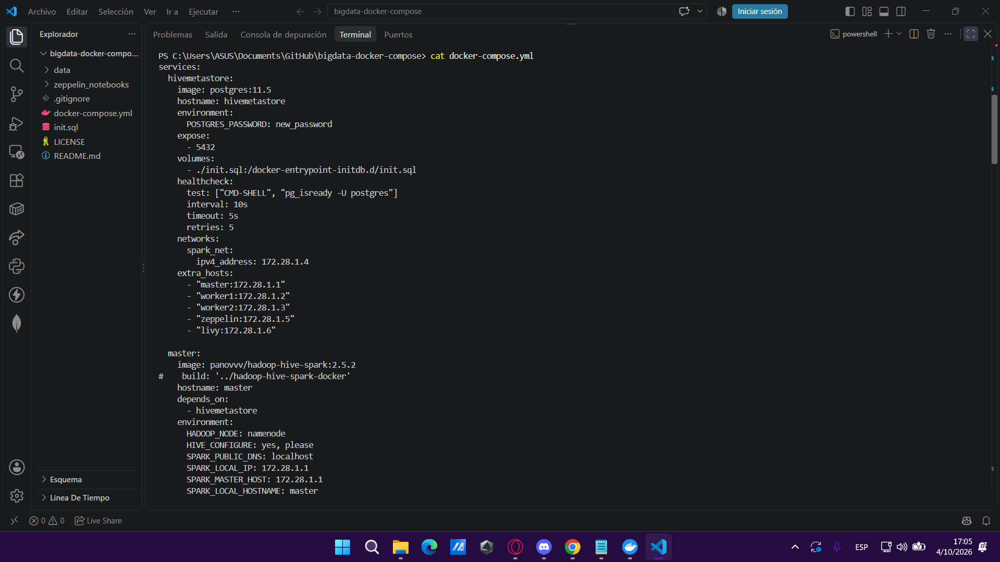 Archivo Editar Selección Ver Ir a Ejecutar ··· bigdata-docker-compose Iniciar sesión
Explorador ···
bigdata-docker-compo...
data
zeppelin_notebooks
.gitignore
docker-compose.yml
init.sql
LICENSE
README.md
Esquema
Línea De Tiempo
Problemas Salida Consola de depuración Terminal Puertos powershell
PS C:\Users\ASUS\Documents\GitHub\bigdata-docker-compose> cat docker-compose.yml
services:
  hivemetastore:
    image: postgres:11.5
    hostname: hivemetastore
    environment:
      POSTGRES_PASSWORD: new_password
    expose:
      - 5432
    volumes:
      - ./init.sql:/docker-entrypoint-initdb.d/init.sql
    healthcheck:
      test: ["CMD-SHELL", "pg_isready -U postgres"]
      interval: 10s
      timeout: 5s
      retries: 5
    networks:
      spark_net:
        ipv4_address: 172.28.1.4
    extra_hosts:
      - "master:172.28.1.1"
      - "worker1:172.28.1.2"
      - "worker2:172.28.1.3"
      - "zeppelin:172.28.1.5"
      - "livy:172.28.1.6"
  master:
    image: panovvv/hadoop-hive-spark:2.5.2
#    build: '../hadoop-hive-spark-docker'
    hostname: master
    depends_on:
      - hivemetastore
    environment:
      HADOOP_NODE: namenode
      HIVE_CONFIGURE: yes, please
      SPARK_PUBLIC_DNS: localhost
      SPARK_LOCAL_IP: 172.28.1.1
      SPARK_MASTER_HOST: 172.28.1.1
      SPARK_LOCAL_HOSTNAME: master
0 0 Live Share
ESP
17:05
4/10/2026